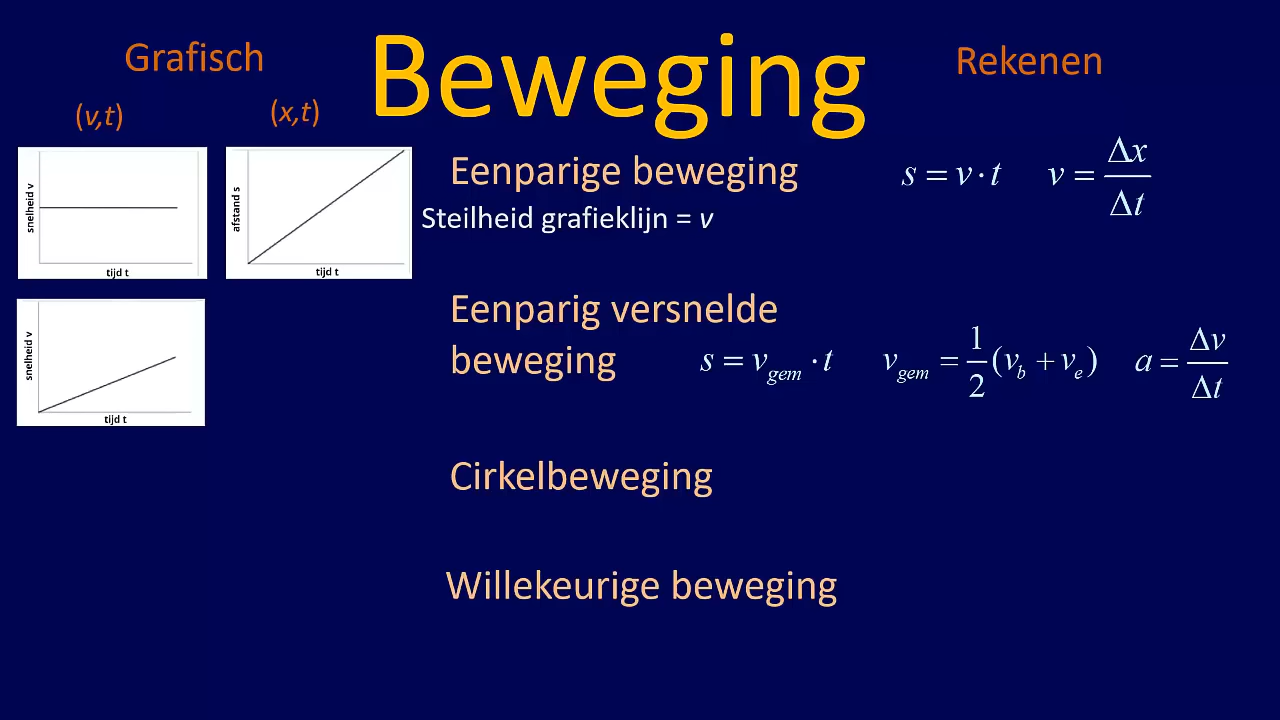 Beweging
Grafisch
Rekenen
(v,t)
(x,t)
snelheid v
tijd t
afstand s
tijd t
Eenparige beweging
s = v · t
v = Δx / Δt
Steilheid grafieklijn = v
snelheid v
tijd t
Eenparig versnelde
beweging
s = v_gem · t
v_gem = 1/2 (v_b + v_e)
a = Δv / Δt
Cirkelbeweging
Willekeurige beweging